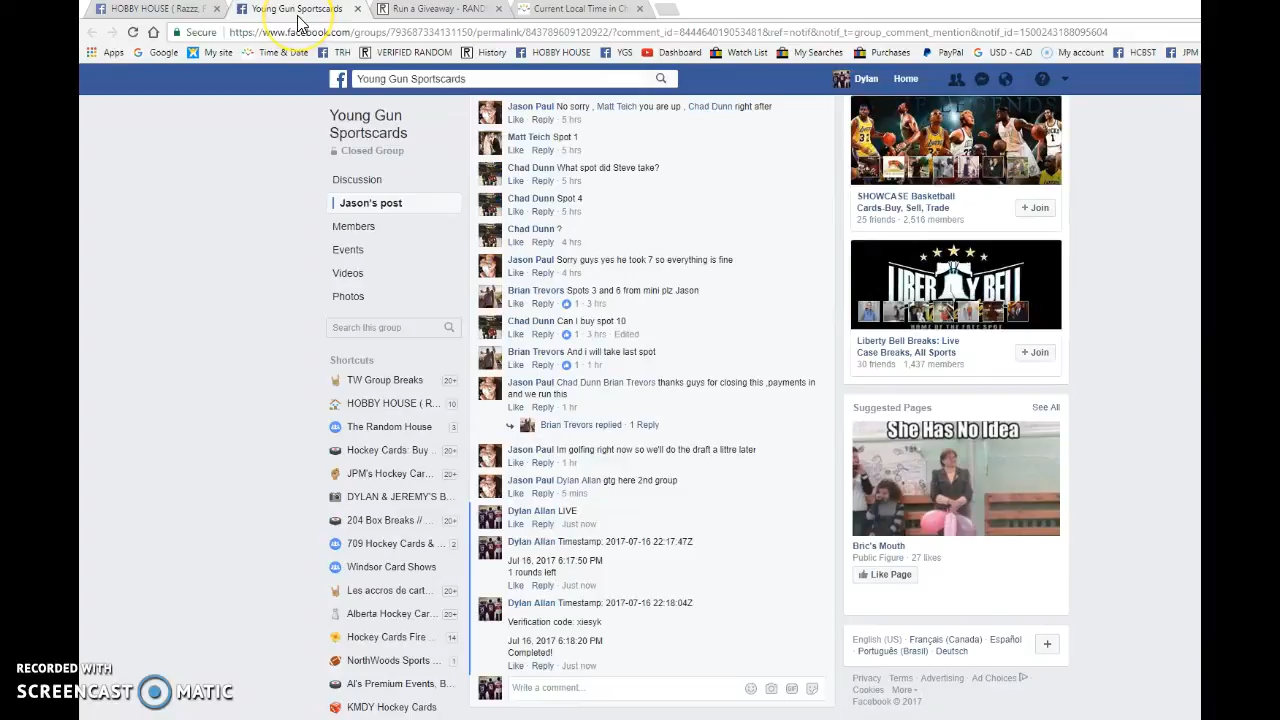 HOBBY HOUSE ( Razzz, F
Young Gun Sportscards
Run a Giveaway - RAND
Current Local Time in Ch
Secure
https://www.facebook.com/groups/793687334131150/permalink/843789609120922/?comment_id=844464019053481&ref=notif&notif_t=group_comment_mention&notif_id=1500243188095604
Apps
Google
My site
Time & Date
TRH
VERIFIED RANDOM
History
HOBBY HOUSE
YGS
Dashboard
Watch List
My Searches
Purchases
PayPal
USD - CAD
My account
HCBST
JPM
Young Gun Sportscards
Dylan
Home
Young Gun
Sportscards
Closed Group
Discussion
Jason's post
Members
Events
Videos
Photos
Search this group
Shortcuts
TW Group Breaks 20+
HOBBY HOUSE ( R... 10
The Random House 3
Hockey Cards: Buy ... 20+
JPM's Hockey Car... 20+
DYLAN & JEREMY'S B...
204 Box Breaks // ... 20+
709 Hockey Cards & ... 2
Windsor Card Shows
Les accros de cart... 20+
Alberta Hockey Car... 20+
Hockey Cards Fire ... 14
NorthWoods Sports ... 1
Al's Premium Events, B...
KMDY Hockey Cards
Jason Paul No sorry , Matt Teich you are up , Chad Dunn right after
Like · Reply · 5 hrs
Matt Teich Spot 1
Like · Reply · 5 hrs
Chad Dunn What spot did Steve take?
Like · Reply · 5 hrs
Chad Dunn Spot 4
Like · Reply · 5 hrs
Chad Dunn ?
Like · Reply · 4 hrs
Jason Paul Sorry guys yes he took 7 so everything is fine
Like · Reply · 4 hrs
Brian Trevors Spots 3 and 6 from mini plz Jason
Like · Reply · 1 · 3 hrs
Chad Dunn Can I buy spot 10
Like · Reply · 1 · 3 hrs · Edited
Brian Trevors And i will take last spot
Like · Reply · 1 · 1 hr
Jason Paul Chad Dunn Brian Trevors thanks guys for closing this ,payments in
and we run this
Like · Reply · 1 hr
Brian Trevors replied · 1 Reply
Jason Paul Im golfing right now so we'll do the draft a littre later
Like · Reply · 1 hr
Jason Paul Dylan Allan gtg here 2nd group
Like · Reply · 5 mins
Dylan Allan LIVE
Like · Reply · Just now
Dylan Allan Timestamp: 2017-07-16 22:17:47Z
Jul 16, 2017 6:17:50 PM
1 rounds left
Like · Reply · Just now
Dylan Allan Timestamp: 2017-07-16 22:18:04Z
Verification code: xiesyk
Jul 16, 2017 6:18:20 PM
Completed!
Like · Reply · Just now
Write a comment...
SHOWCASE Basketball
Cards-Buy, Sell, Trade
25 friends · 2,516 members
+ Join
LIBERTY BELL
HOME OF THE FREE SPOT
Liberty Bell Breaks: Live
Case Breaks, All Sports
30 friends · 1,437 members
+ Join
Suggested Pages
See All
She Has No Idea
Bric's Mouth
Public Figure · 27 likes
Like Page
English (US) · Français (Canada) · Español
· Português (Brasil) · Deutsch
+
Privacy · Terms · Advertising · Ad Choices
Cookies · More
Facebook © 2017
RECORDED WITH
SCREENCAST MATIC